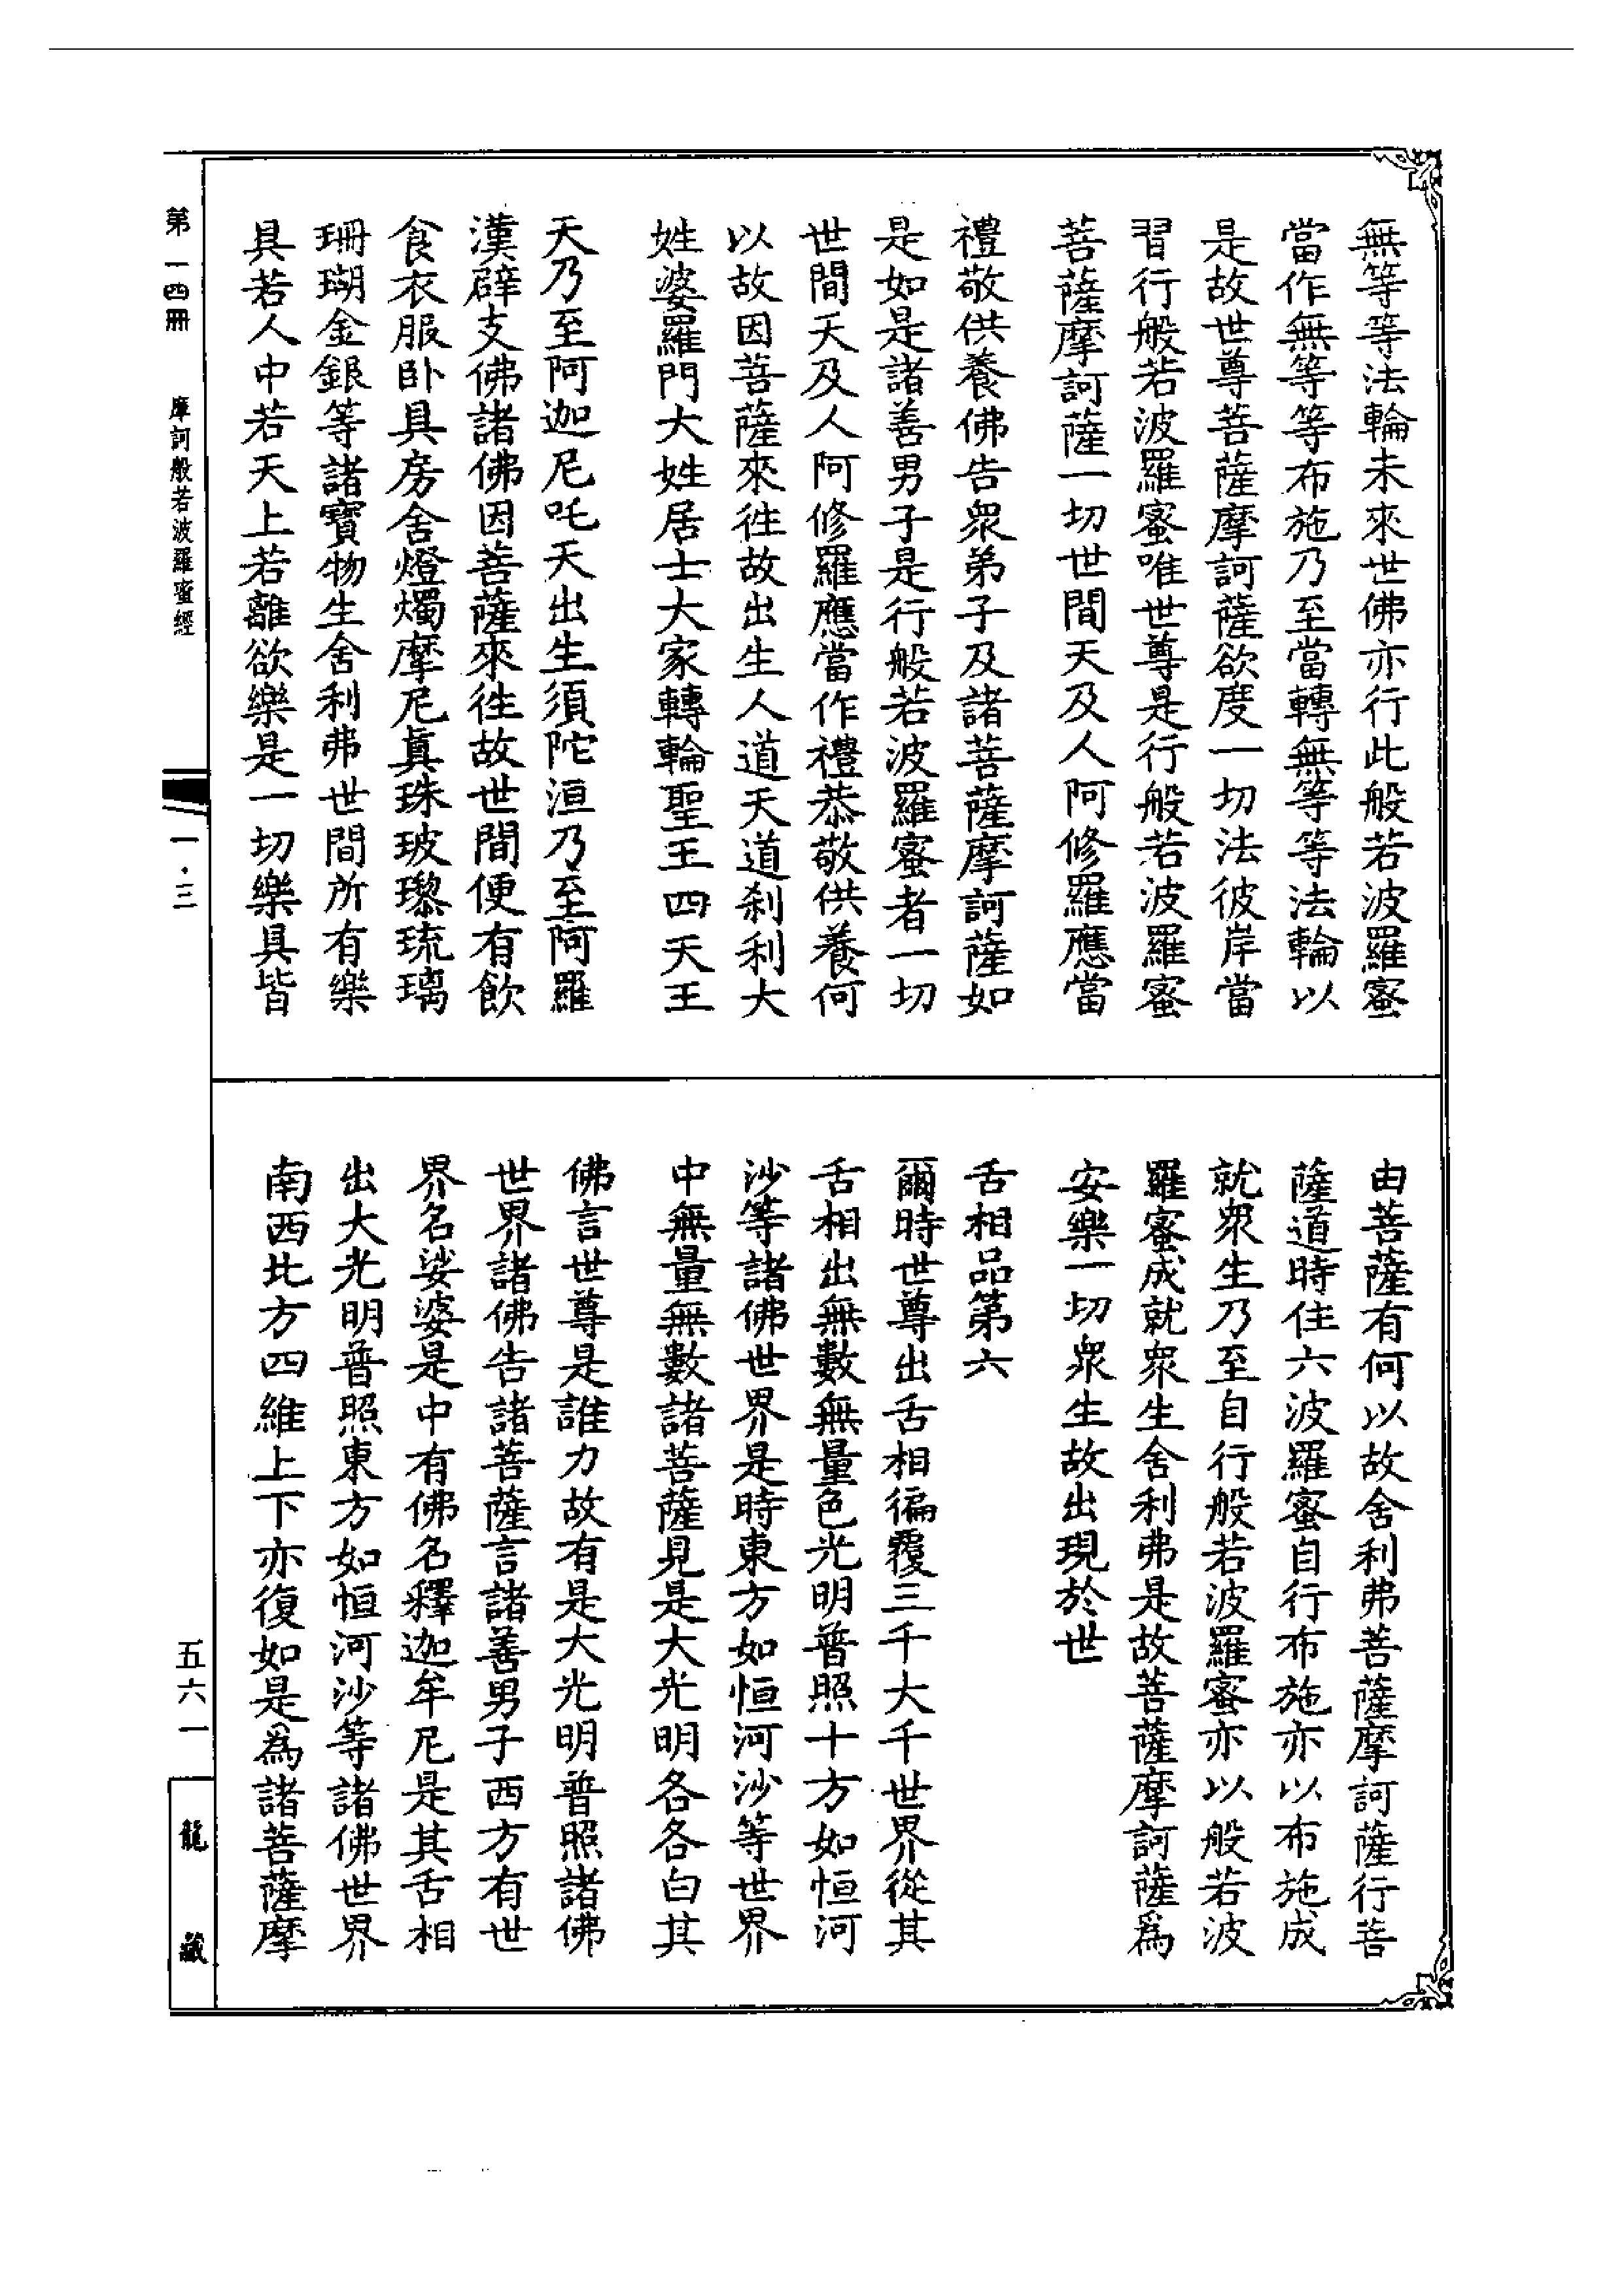 無等等法輪未來世佛亦行此般若波羅蜜
當作無等等等布施乃至當轉無等等法輪以
是故世尊菩薩摩訶薩欲度一切法彼岸當
習行般若波羅蜜唯世尊是行般若波羅蜜
菩薩摩訶薩一切世間天及人阿修羅應當
禮敬供養佛告衆弟子及諸菩薩摩訶薩如
是如是諸善男子是行般若波羅蜜者一切
世間天及人阿修羅應當作禮恭敬供養何
以故因菩薩來徃故出生人道天道刹利大
姓婆羅門大姓居士大家轉輪聖王四天王
天乃至阿迦尼吒天出生須陀洹乃至阿羅
漢辟支佛諸佛因菩薩來徃故世間便有飲
食衣服卧具房舍燈燭摩尼真珠玻瓈琉璃
珊瑚金銀等諸寶物生舍利弗世間所有樂
具若人中若天上若離欲樂是一切樂具皆
由菩薩有何以故舍利弗菩薩摩訶薩行菩
薩道時住六波羅蜜自行布施亦以布施成
就衆生乃至自行般若波羅蜜亦以般若波
羅蜜成就衆生舍利弗是故菩薩摩訶薩爲
安樂一切衆生故出現於世
舌相品第六
爾時世尊出舌相徧覆三千大千世界從其
舌相出無數無量色光明普照十方如恒河
沙等諸佛世界是時東方如恒河沙等世界
中無量無數諸菩薩見是大光明各各白其
佛言世尊是誰力故有是大光明普照諸佛
世界諸佛告諸菩薩言諸善男子西方有世
界名娑婆是中有佛名釋迦牟尼是其舌相
出大光明普照東方如恒河沙等諸佛世界
南西北方四維上下亦復如是爲諸菩薩摩
第一四冊 摩訶般若波羅蜜經
一·三
五六一
龍藏